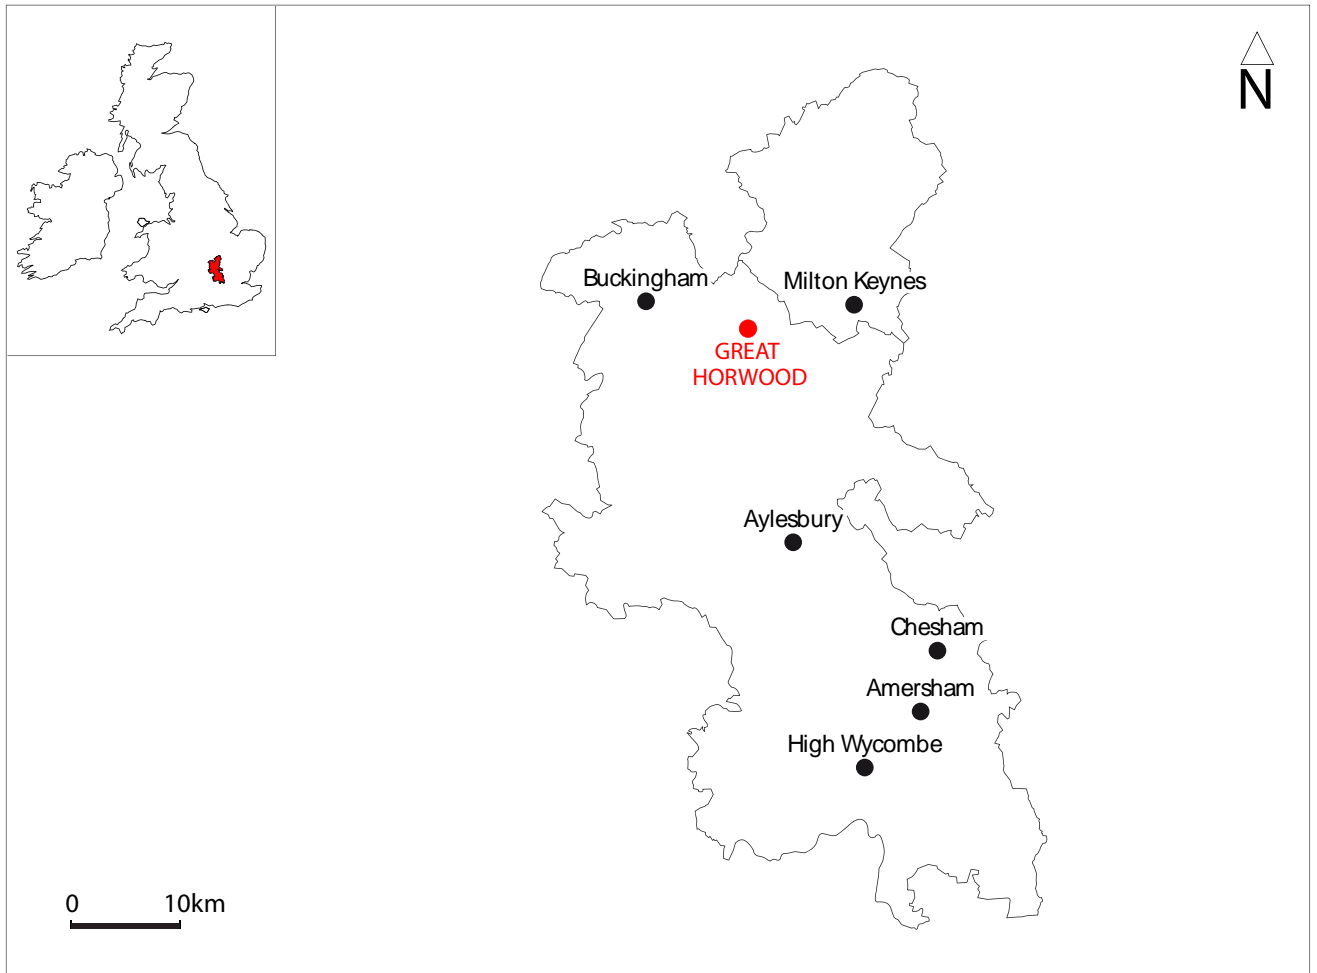 N
Buckingham
Milton Keynes
GREAT
HORWOOD
Aylesbury
Chesham
Amersham
High Wycombe
0 10km